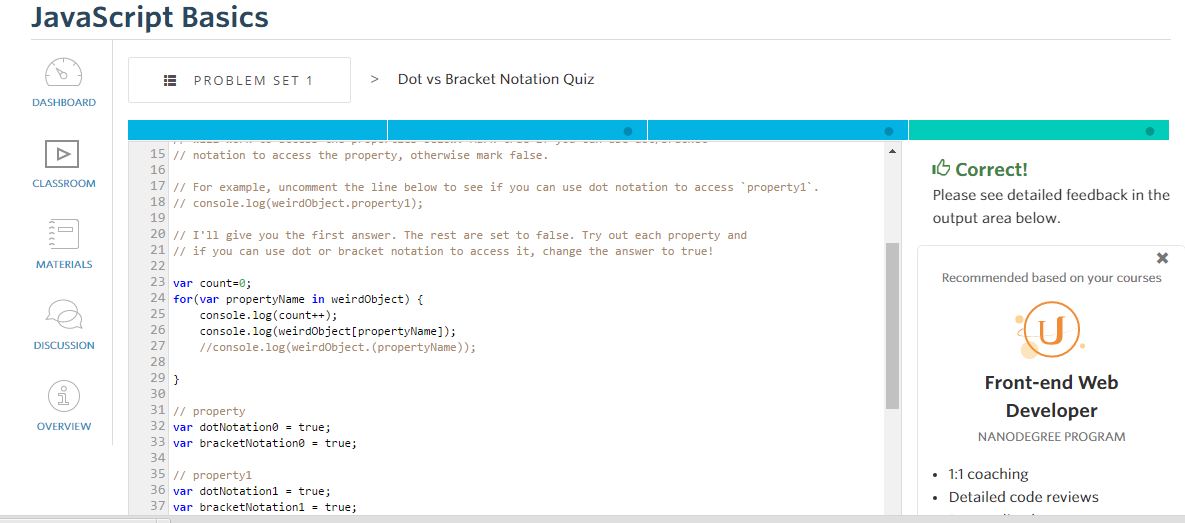 JavaScript Basics
DASHBOARD
CLASSROOM
MATERIALS
DISCUSSION
OVERVIEW
PROBLEM SET 1 > Dot vs Bracket Notation Quiz
15 // notation to access the property, otherwise mark false.
16
17 // For example, uncomment the line below to see if you can use dot notation to access `property1`.
18 // console.log(weirdObject.property1);
19
20 // I'll give you the first answer. The rest are set to false. Try out each property and
21 // if you can use dot or bracket notation to access it, change the answer to true!
22
23 var count=0;
24 for(var propertyName in weirdObject) {
25 console.log(count++);
26 console.log(weirdObject[propertyName]);
27 //console.log(weirdObject.(propertyName));
28
29 }
30
31 // property
32 var dotNotation0 = true;
33 var bracketNotation0 = true;
34
35 // property1
36 var dotNotation1 = true;
37 var bracketNotation1 = true;
Correct!
Please see detailed feedback in the
output area below.
Recommended based on your courses
Front-end Web
Developer
NANODEGREE PROGRAM
• 1:1 coaching
• Detailed code reviews